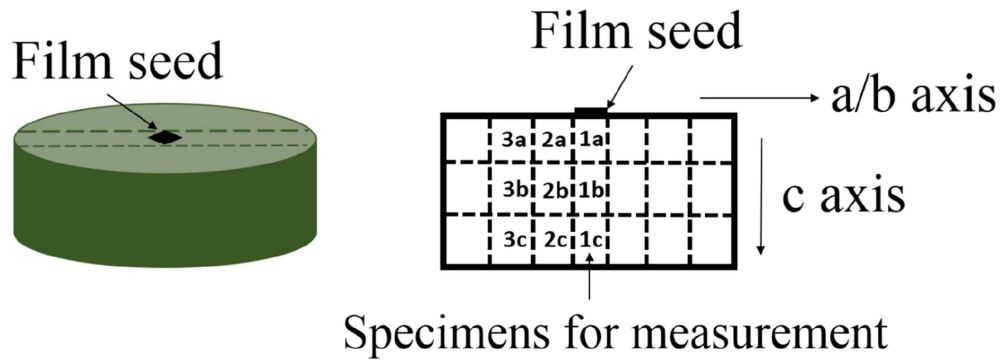 Film seed
Film seed
a/b axis
3a 2a 1a
3b 2b 1b
c axis
3c 2c 1c
Specimens for measurement